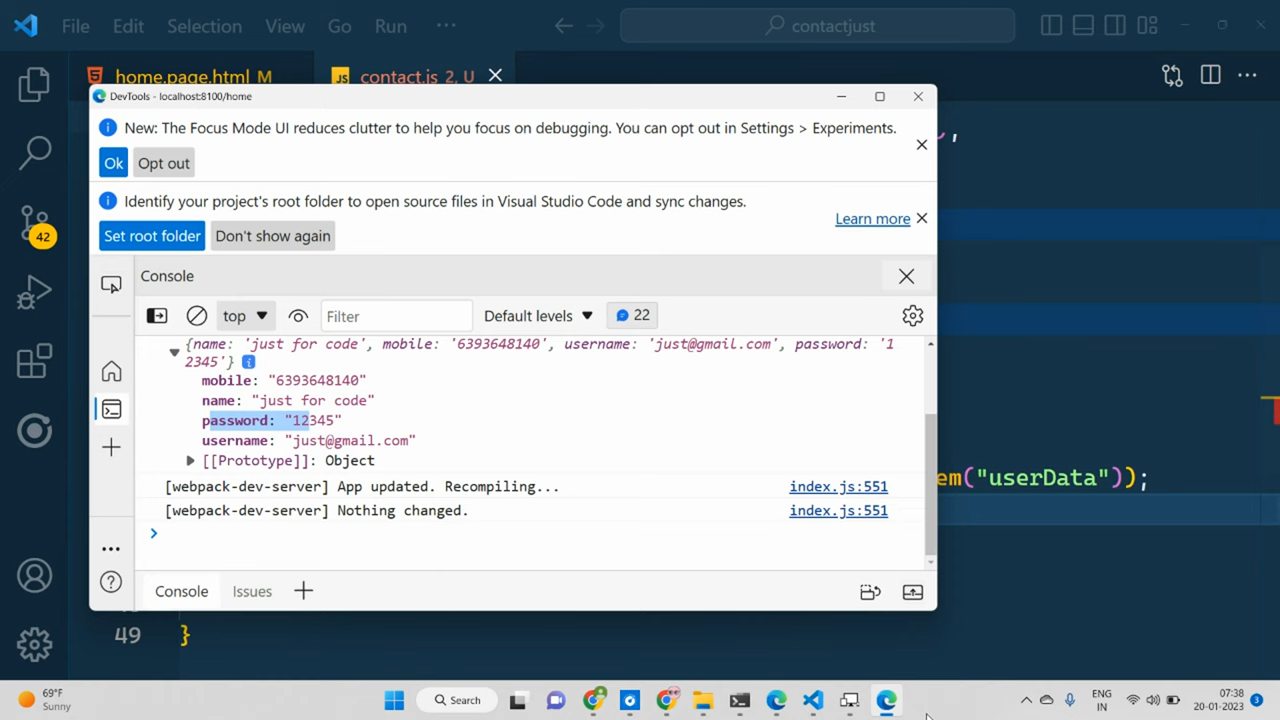 File Edit Selection View Go Run ··· contactjust
home.page.html M contact.js 2, U
DevTools - localhost:8100/home
New: The Focus Mode UI reduces clutter to help you focus on debugging. You can opt out in Settings > Experiments.
Ok Opt out
Identify your project's root folder to open source files in Visual Studio Code and sync changes.
Learn more
Set root folder Don't show again
42
Console
top Filter Default levels 22
{name: 'just for code', mobile: '6393648140', username: 'just@gmail.com', password: '1
2345'}
mobile: "6393648140"
name: "just for code"
password: "12345"
username: "just@gmail.com"
[[Prototype]]: Object
em("userData"));
[webpack-dev-server] App updated. Recompiling... index.js:551
[webpack-dev-server] Nothing changed. index.js:551
Console Issues
49 }
69°F
Sunny
Search
ENG
IN
07:38
20-01-2023
3